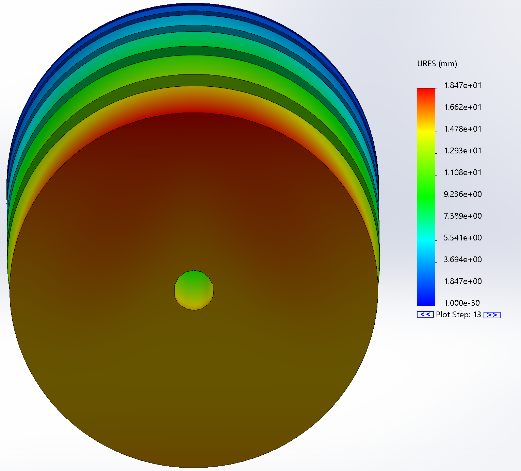 URES (mm)
1.847e+01
1.662e+01
1.478e+01
1.293e+01
1.108e+01
9.236e+00
7.389e+00
5.541e+00
3.694e+00
1.847e+00
1.000e-30
<< Plot Step: 13 >>